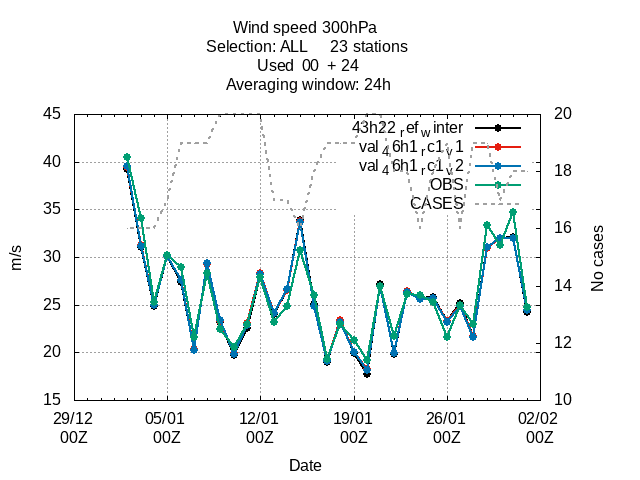 Wind speed 300hPa
Selection: ALL 23 stations
Used 00 + 24
Averaging window: 24h
45
40
35
30
25
20
15
m/s
20
18
16
14
12
10
No cases
43h22_ref_winter
val_46h1_rc1_v1
val_46h1_rc1_v2
OBS
CASES
29/12 05/01 12/01 19/01 26/01 02/02
00Z 00Z 00Z 00Z 00Z 00Z
Date